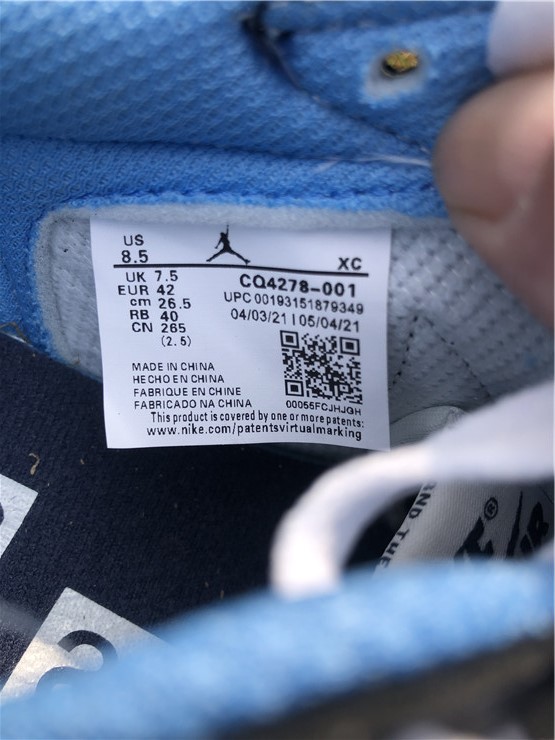 US
8.5
XC
UK 7.5
EUR 42
cm 26.5
RB 40
CN 265
(2.5)
CQ4278-001
UPC 00193151879349
04/03/21 | 05/04/21
00055FCJHJGH
MADE IN CHINA
HECHO EN CHINA
FABRIQUE EN CHINE
FABRICADO NA CHINA
This product is covered by one or more patents:
www.nike.com/patentsvirtualmarking
AND THE